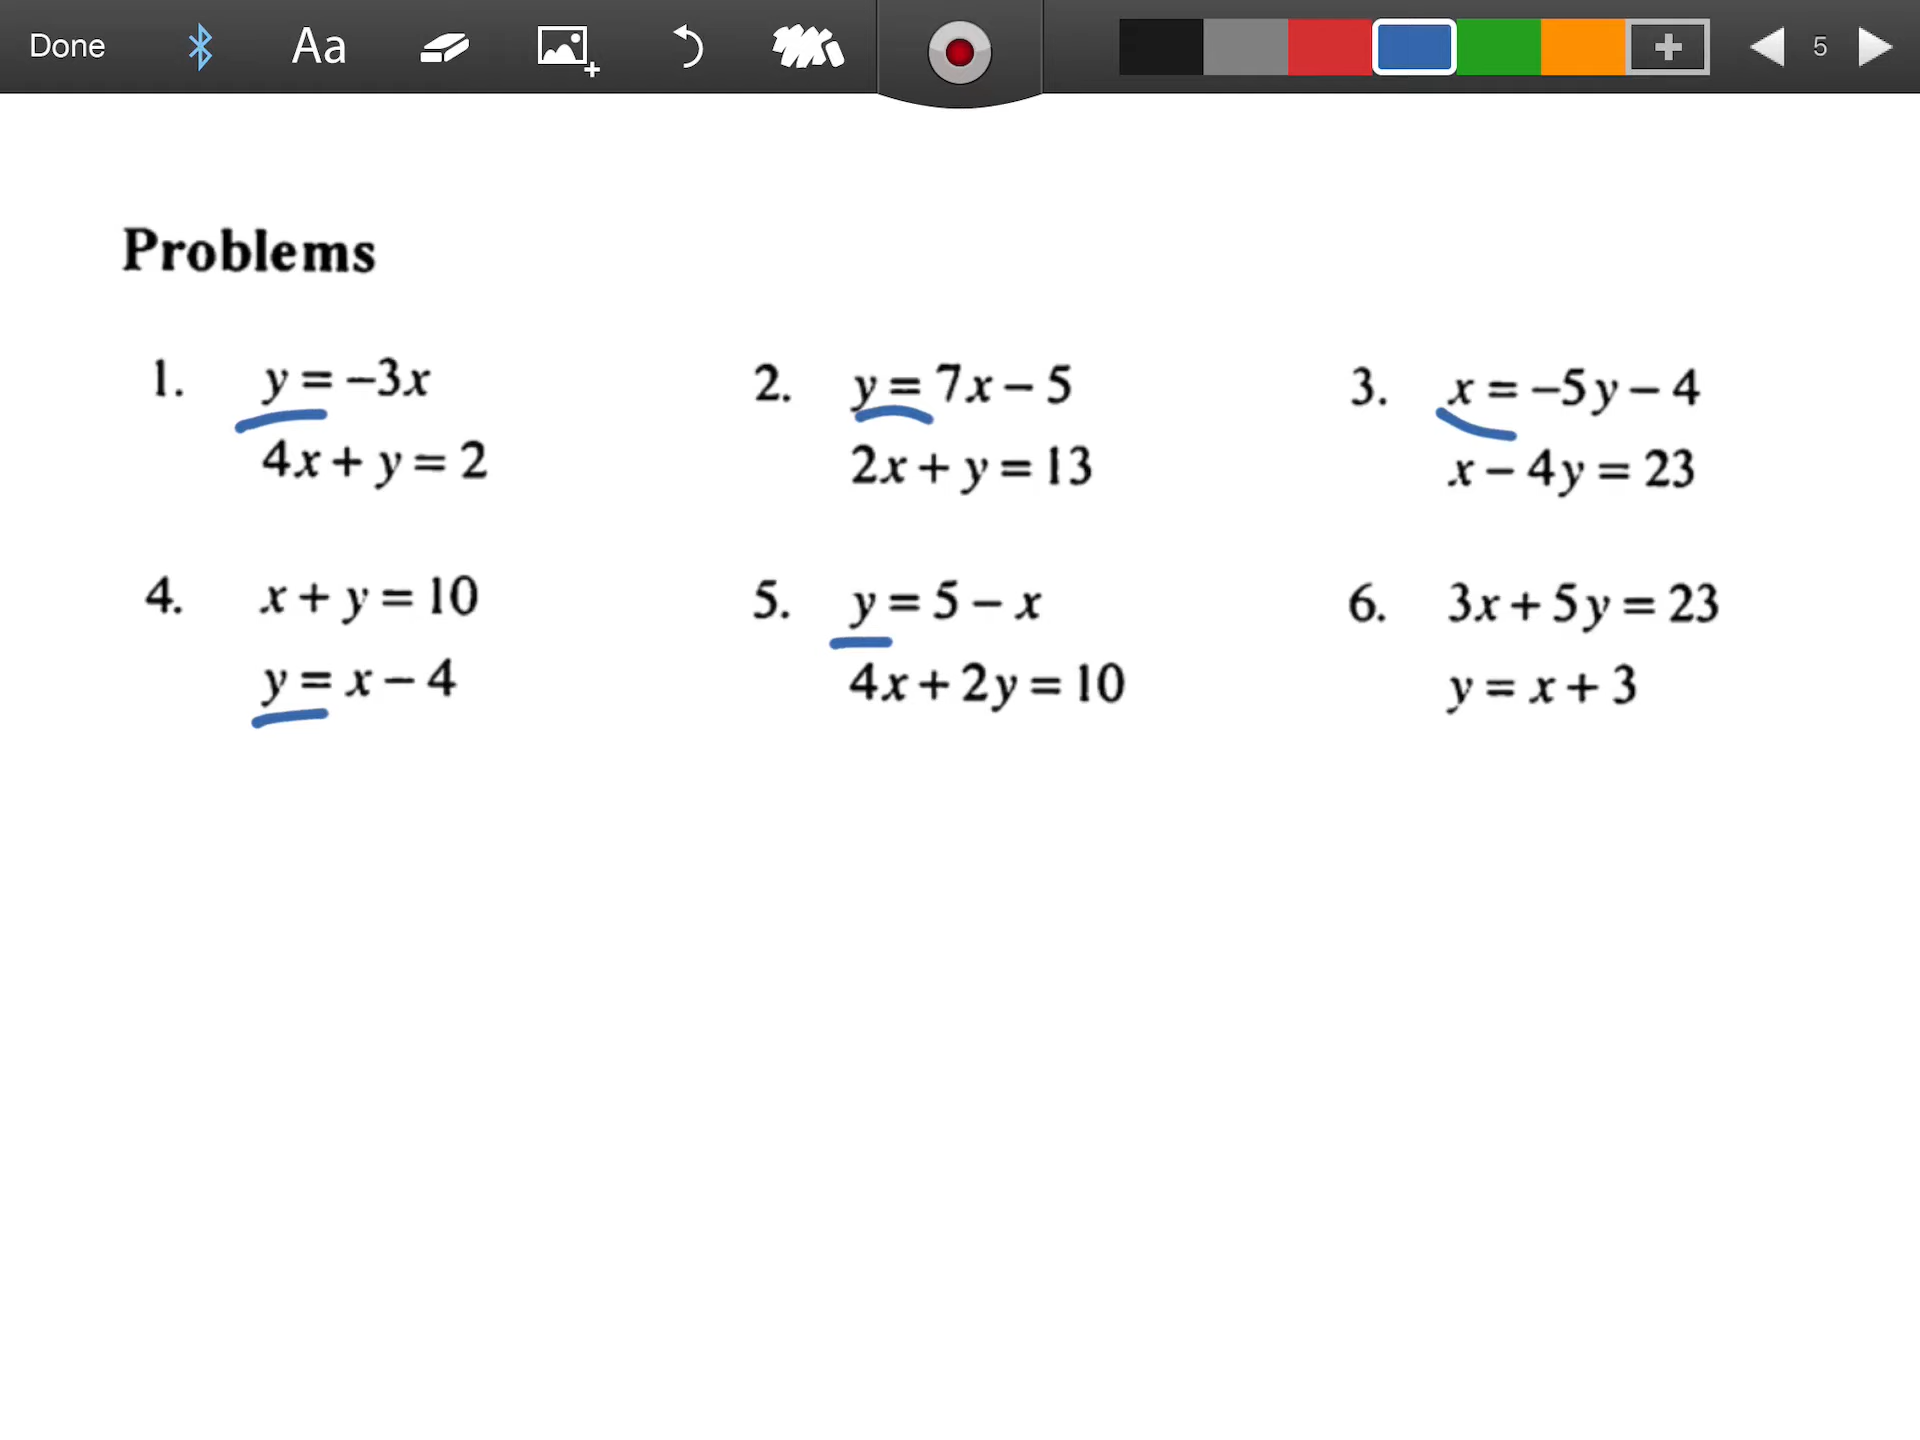 Done Aa 5
Problems
1. y = −3x
4x + y = 2
2. y = 7x − 5
2x + y = 13
3. x = −5y − 4
x − 4y = 23
4. x + y = 10
y = x − 4
5. y = 5 − x
4x + 2y = 10
6. 3x + 5y = 23
y = x + 3